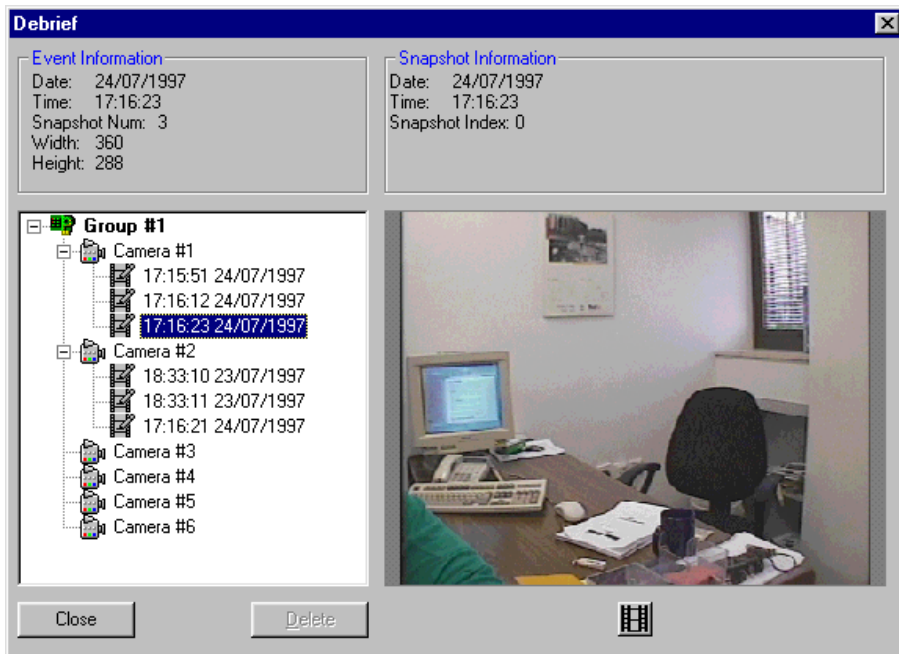 Debrief
Event Information
Date: 24/07/1997
Time: 17:16:23
Snapshot Num: 3
Width: 360
Height: 288
Snapshot Information
Date: 24/07/1997
Time: 17:16:23
Snapshot Index: 0
Group #1
Camera #1
17:15:51 24/07/1997
17:16:12 24/07/1997
17:16:23 24/07/1997
Camera #2
18:33:10 23/07/1997
18:33:11 23/07/1997
17:16:21 24/07/1997
Camera #3
Camera #4
Camera #5
Camera #6
Close
Delete